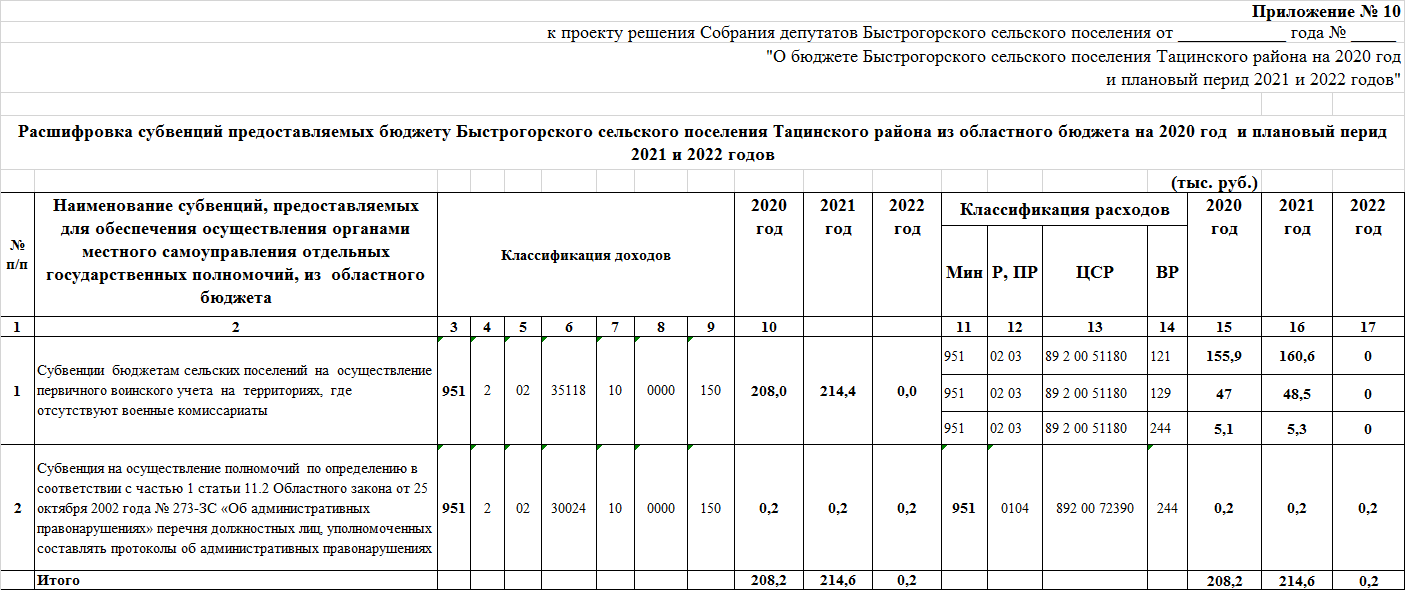 Приложение № 10
к проекту решения Собрания депутатов Быстрогорского сельского поселения от ____________ года № _____
"О бюджете Быстрогорского сельского поселения Тацинского района на 2020 год
и плановый перид 2021 и 2022 годов"
Расшифровка субвенций предоставляемых бюджету Быстрогорского сельского поселения Тацинского района из областного бюджета на 2020 год и плановый перид
2021 и 2022 годов
(тыс. руб.)
№ п/п
Наименование субвенций, предоставляемых
для обеспечения осуществления органами
местного самоуправления отдельных
государственных полномочий, из областного
бюджета
Классификация доходов
2020 год
2021 год
2022 год
Классификация расходов
Мин
Р, ПР
ЦСР
ВР
2020 год
2021 год
2022 год
1 2 3 4 5 6 7 8 9 10 11 12 13 14 15 16 17
1
Субвенции бюджетам сельских поселений на осуществление
первичного воинского учета на территориях, где
отсутствуют военные комиссариаты
951 2 02 35118 10 0000 150 208,0 214,4 0,0
951 02 03 89 2 00 51180 121 155,9 160,6 0
951 02 03 89 2 00 51180 129 47 48,5 0
951 02 03 89 2 00 51180 244 5,1 5,3 0
2
Субвенция на осуществление полномочий по определению в
соответствии с частью 1 статьи 11.2 Областного закона от 25
октября 2002 года № 273-ЗС «Об административных
правонарушениях» перечня должностных лиц, уполномоченных
составлять протоколы об административных правонарушениях
951 2 02 30024 10 0000 150 0,2 0,2 0,2 951 0104 892 00 72390 244 0,2 0,2 0,2
Итого 208,2 214,6 0,2 208,2 214,6 0,2